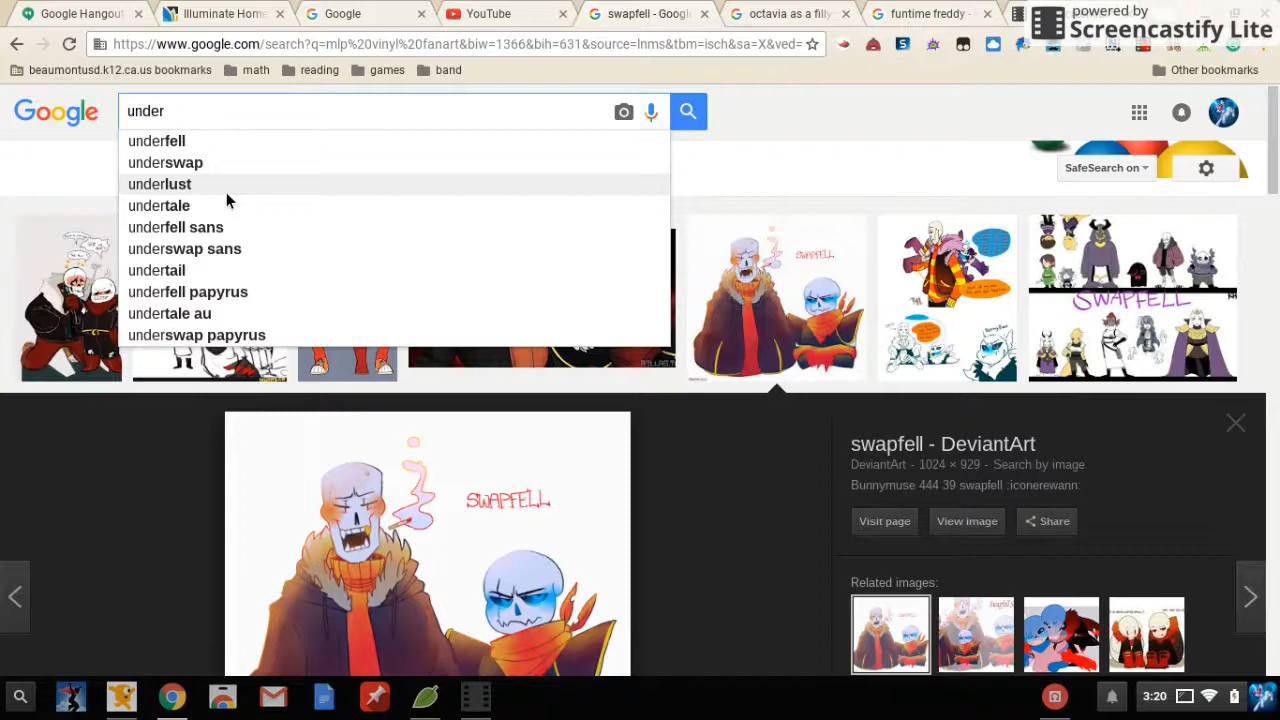 Google Hangout
Illuminate Home
Google
YouTube
swapfell - Goog
octavia as a filly
funtime freddy -
powered by
Screencastify Lite
https://www.google.com/search?q=mlp%20vinyl%20fanart&biw=1366&bih=631&source=lnms&tbm=isch&sa=X&ved=
beaumontusd.k12.ca.us bookmarks
math
reading
games
band
Other bookmarks
Google
under
underfell
underswap
underlust
undertale
underfell sans
underswap sans
undertail
underfell papyrus
undertale au
underswap papyrus
SafeSearch on
SWAPFELL
SWAPFELL
SWAPFELL
swapfell - DeviantArt
DeviantArt - 1024 × 929 - Search by image
Bunnymuse 444 39 swapfell :iconerewann:
Visit page
View image
Share
Related images:
3:20